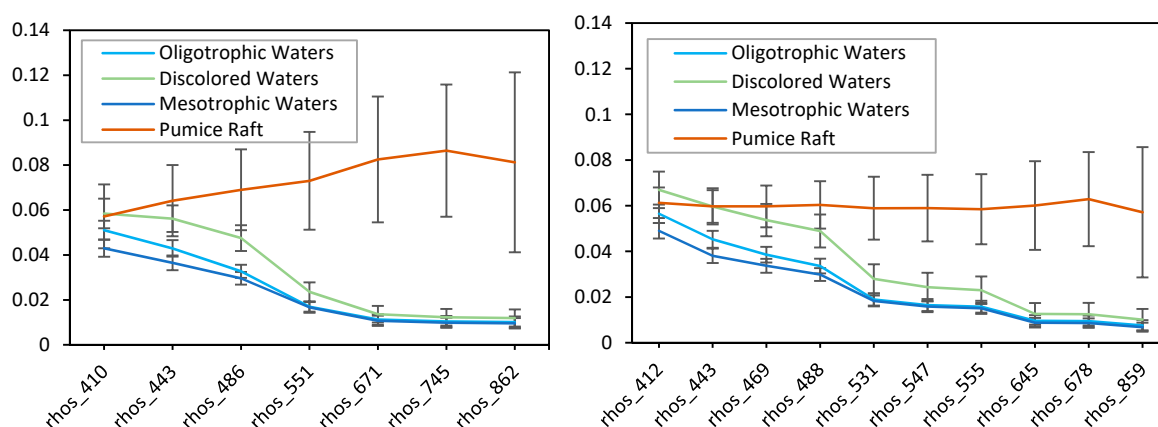 0.14
0.12
0.1
0.08
0.06
0.04
0.02
0
Oligotrophic Waters
Discolored Waters
Mesotrophic Waters
Pumice Raft
rhos_410
rhos_443
rhos_486
rhos_551
rhos_671
rhos_745
rhos_862
0.14
0.12
0.1
0.08
0.06
0.04
0.02
0
Oligotrophic Waters
Discolored Waters
Mesotrophic Waters
Pumice Raft
rhos_412
rhos_443
rhos_469
rhos_488
rhos_531
rhos_547
rhos_555
rhos_645
rhos_678
rhos_859